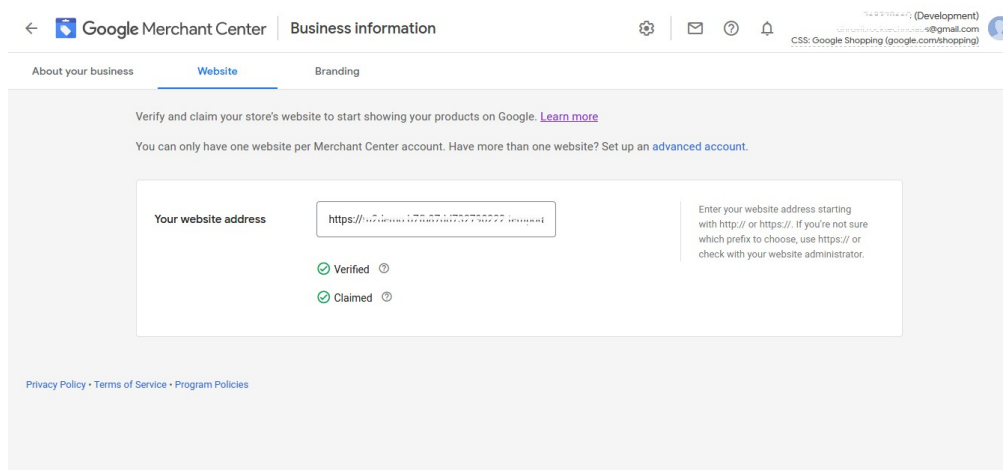 Google Merchant Center Business information
(Development)
s@gmail.com
CSS: Google Shopping (google.com/shopping)
About your business Website Branding
Verify and claim your store's website to start showing your products on Google. Learn more
You can only have one website per Merchant Center account. Have more than one website? Set up an advanced account.
Your website address
https://
Enter your website address starting
with http:// or https://. If you're not sure
which prefix to choose, use https:// or
check with your website administrator.
Verified
Claimed
Privacy Policy • Terms of Service • Program Policies